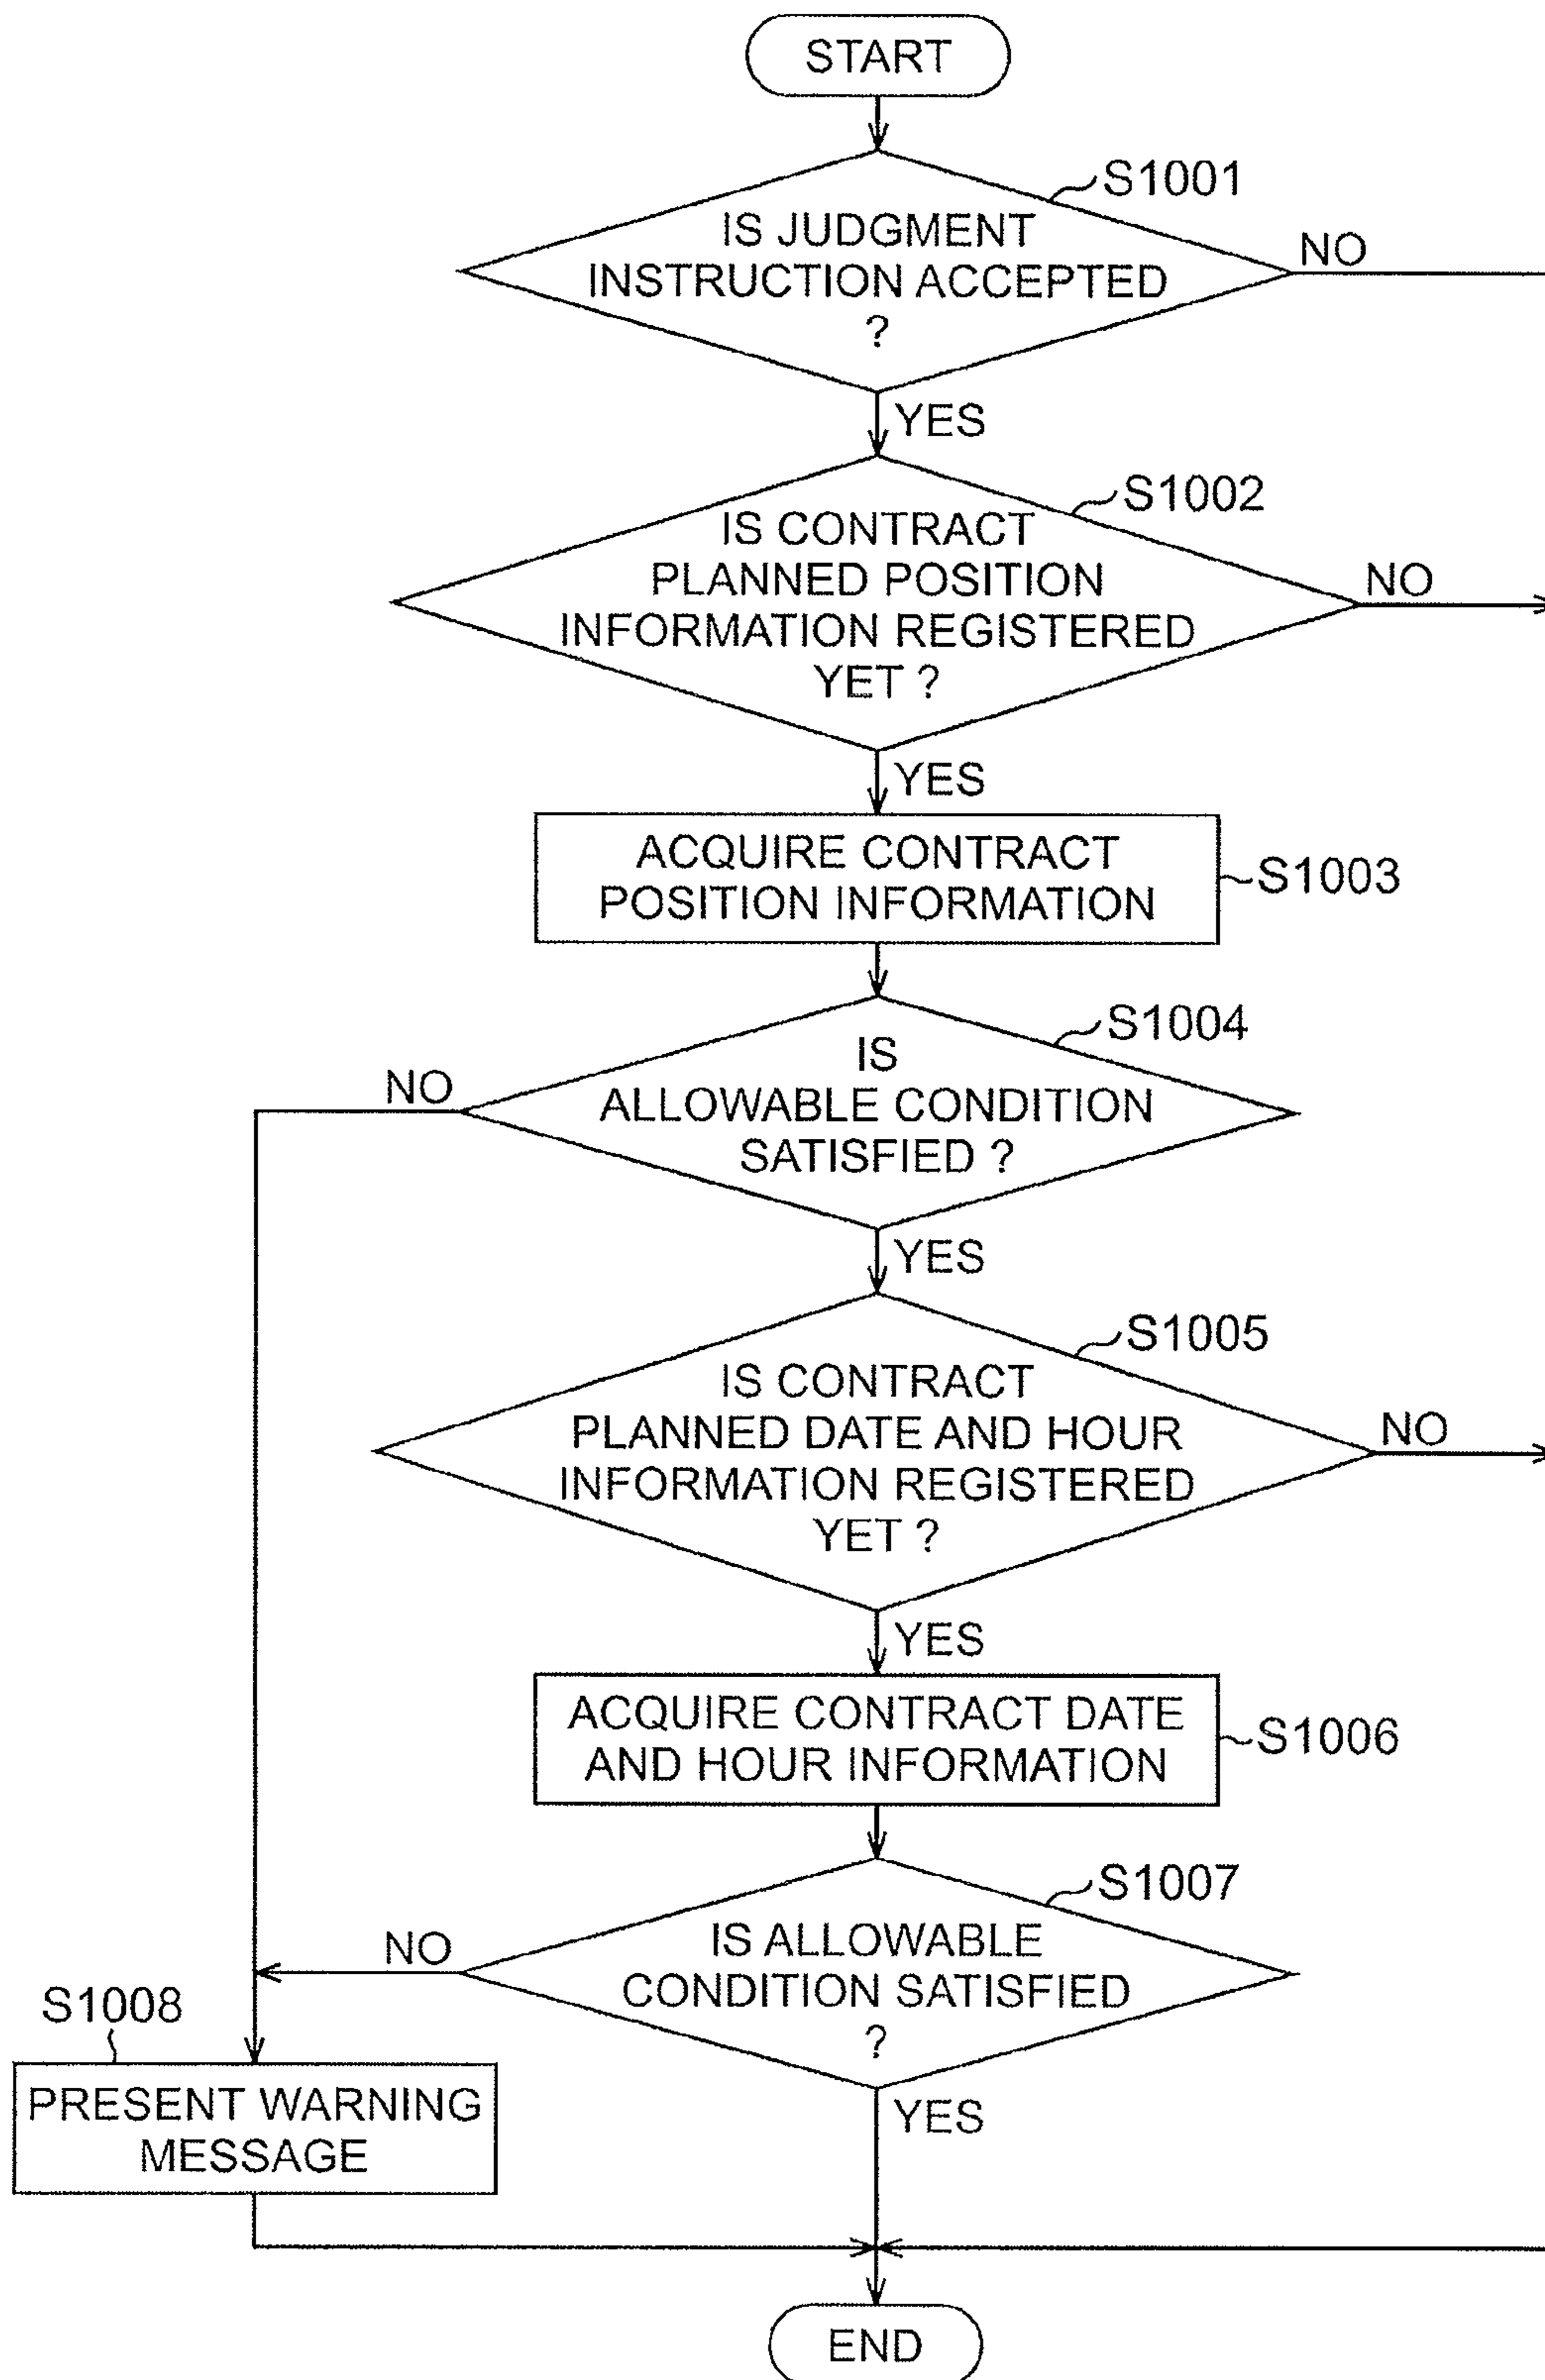 START
S1001
IS JUDGMENT
INSTRUCTION ACCEPTED
?
NO
YES
S1002
IS CONTRACT
PLANNED POSITION
INFORMATION REGISTERED
YET ?
NO
YES
ACQUIRE CONTRACT
POSITION INFORMATION
S1003
S1004
IS
ALLOWABLE CONDITION
SATISFIED ?
NO
YES
S1005
IS CONTRACT
PLANNED DATE AND HOUR
INFORMATION REGISTERED
YET ?
NO
YES
ACQUIRE CONTRACT DATE
AND HOUR INFORMATION
S1006
S1007
IS ALLOWABLE
CONDITION SATISFIED
?
NO
YES
S1008
PRESENT WARNING
MESSAGE
END